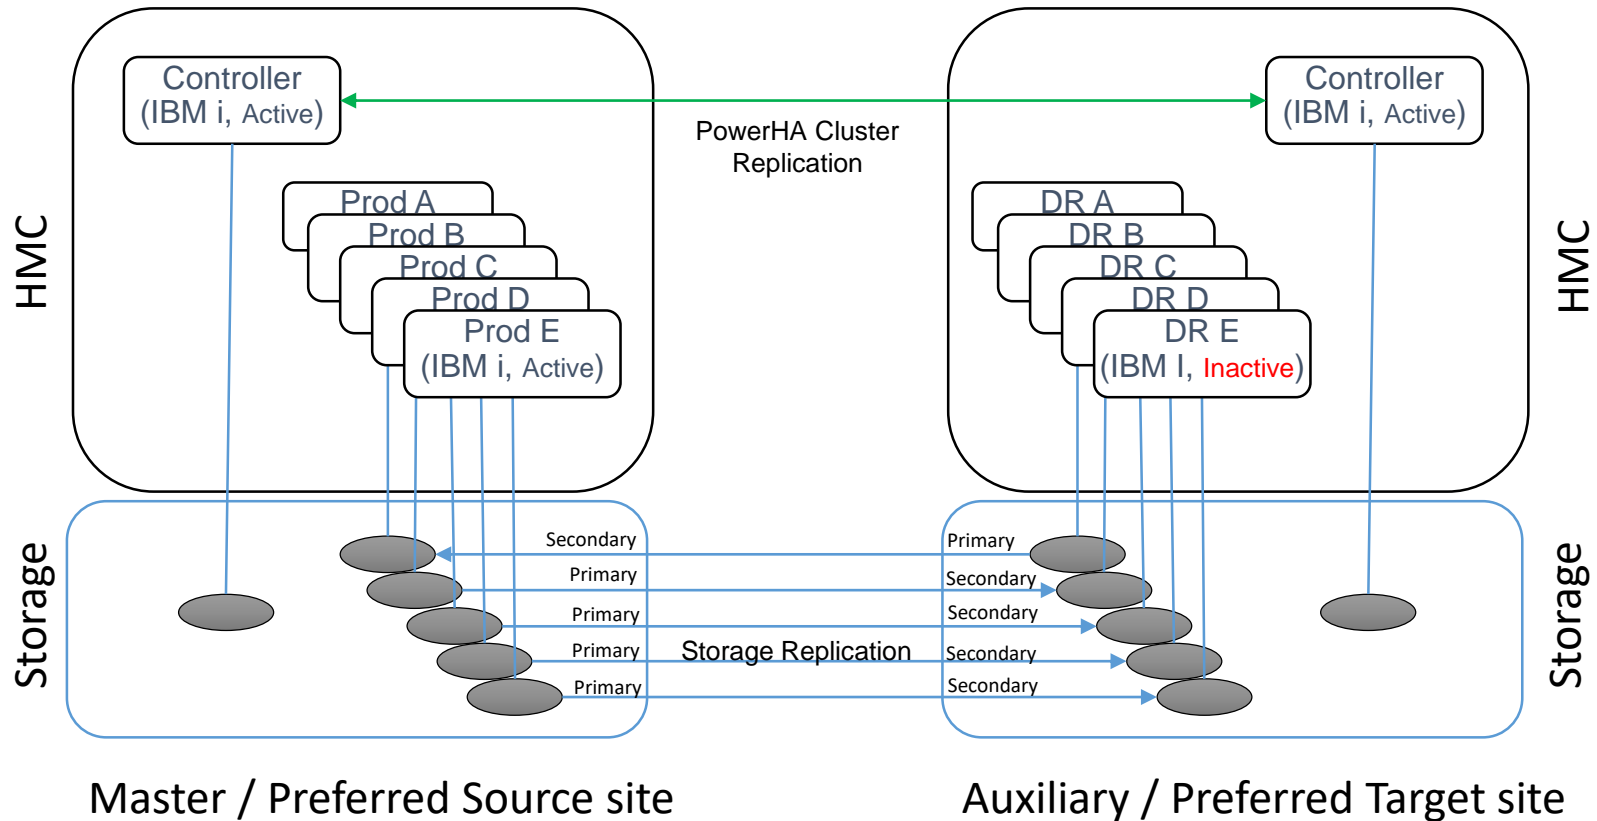 Controller
(IBM i, Active)
Controller
(IBM i, Active)
PowerHA Cluster
Replication
HMC
Prod A
Prod B
Prod C
Prod D
Prod E
(IBM i, Active)
DR A
DR B
DR C
DR D
DR E
(IBM I, Inactive)
HMC
Storage
Secondary
Primary
Primary
Secondary
Primary
Secondary
Primary
Storage Replication
Secondary
Primary
Secondary
Storage
Master / Preferred Source site
Auxiliary / Preferred Target site